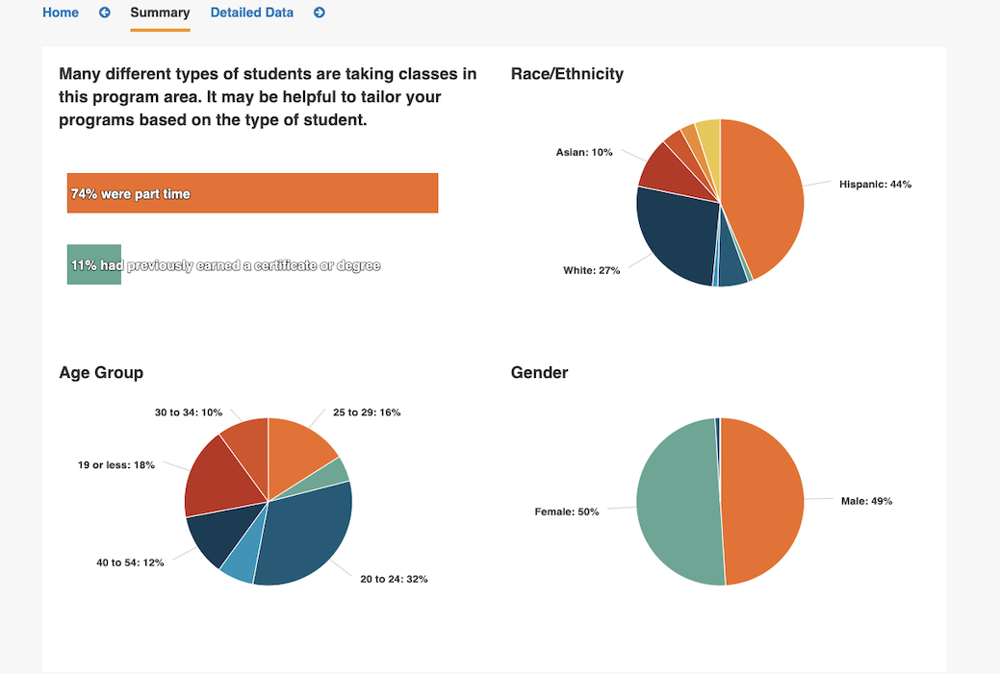 Home Summary Detailed Data
Many different types of students are taking classes in
this program area. It may be helpful to tailor your
programs based on the type of student.
74% were part time
11% had previously earned a certificate or degree
Race/Ethnicity
Asian: 10%
Hispanic: 44%
White: 27%
Age Group
30 to 34: 10%
25 to 29: 16%
19 or less: 18%
40 to 54: 12%
20 to 24: 32%
Gender
Female: 50%
Male: 49%